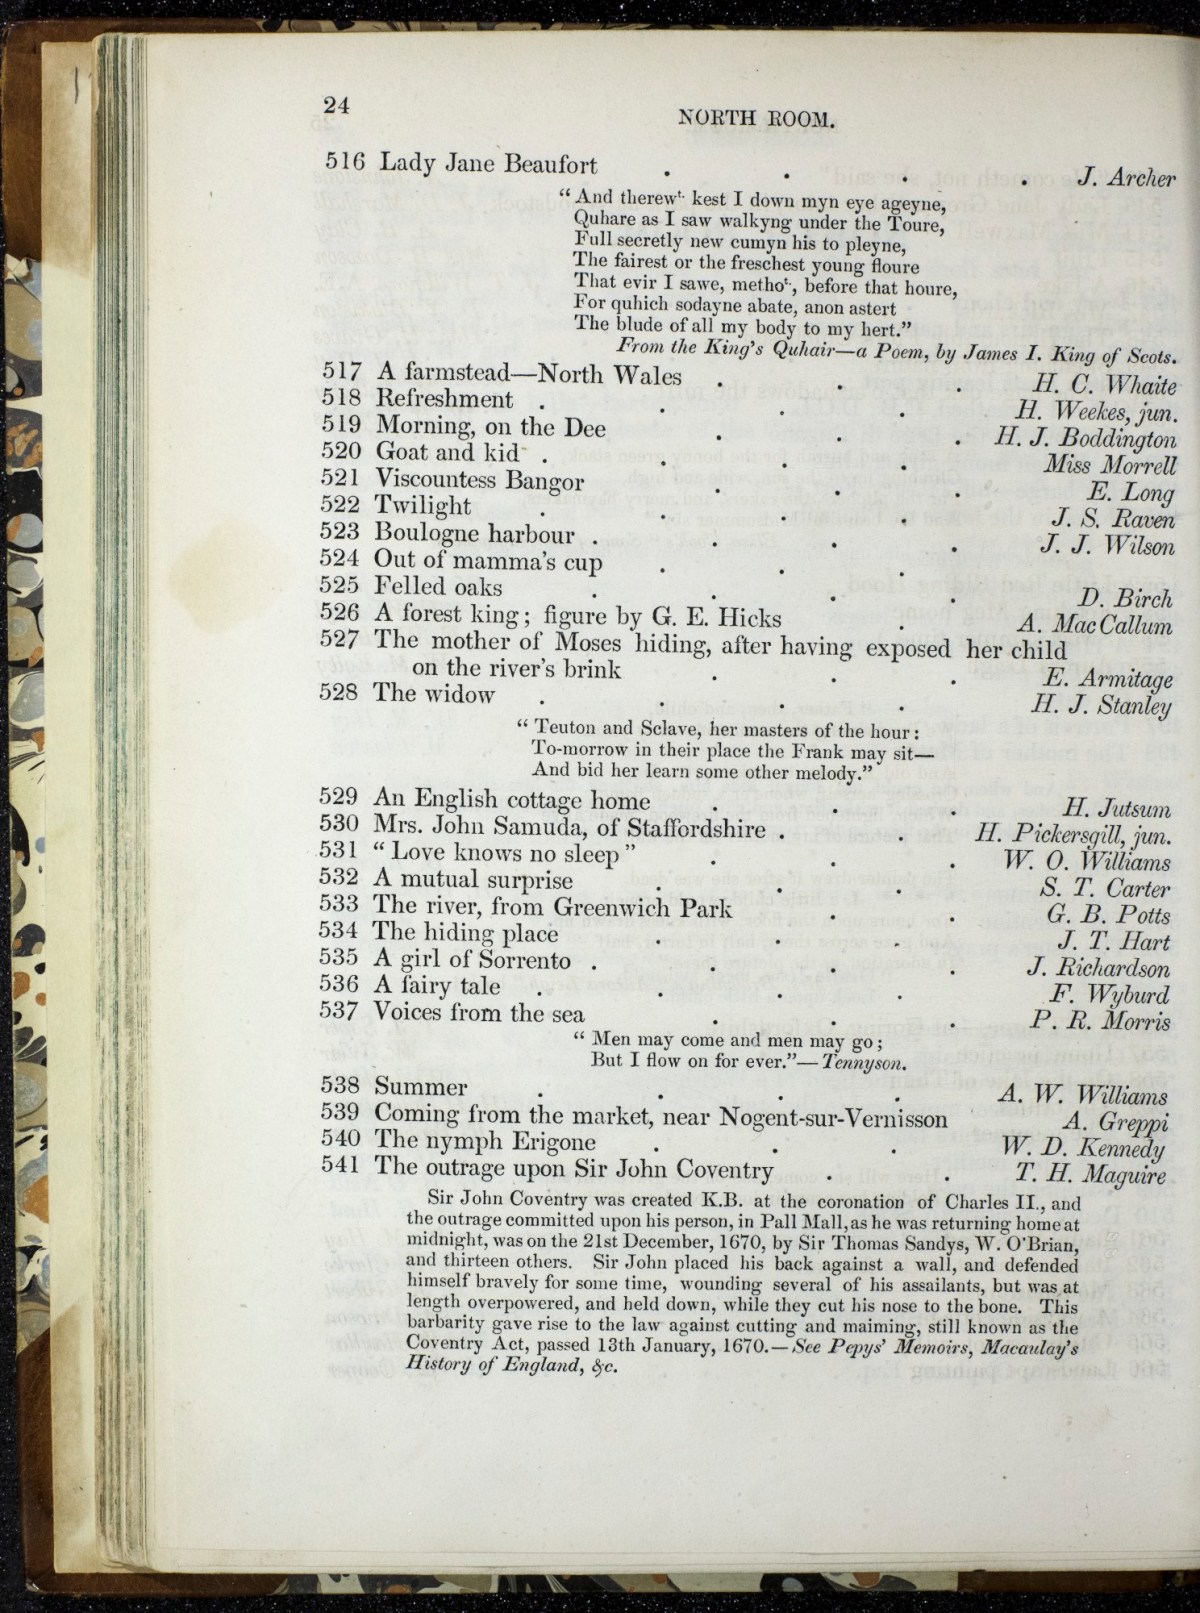 24
NORTH ROOM.
516 Lady Jane Beaufort . . . . J. Archer
“And therewt. kest I down myn eye ageyne,
Quhare as I saw walkyng under the Toure,
Full secretly new cumyn his to pleyne,
The fairest or the freschest young floure
That evir I sawe, methot., before that houre,
For quhich sodayne abate, anon astert
The blude of all my body to my hert.”
From the King's Quhair—a Poem, by James I. King of Scots.
517 A farmstead—North Wales . . . H. C. Whaite
518 Refreshment . . . . H. Weekes, jun.
519 Morning, on the Dee . . . H. J. Boddington
520 Goat and kid . . . . Miss Morrell
521 Viscountess Bangor . . . E. Long
522 Twilight . . . . J. S. Raven
523 Boulogne harbour . . . . J. J. Wilson
524 Out of mamma's cup . . .
525 Felled oaks . . . . D. Birch
526 A forest king; figure by G. E. Hicks . A. MacCallum
527 The mother of Moses hiding, after having exposed her child
on the river's brink . . . E. Armitage
528 The widow . . . . H. J. Stanley
“Teuton and Sclave, her masters of the hour:
To-morrow in their place the Frank may sit—
And bid her learn some other melody.”
529 An English cottage home . . . H. Jutsum
530 Mrs. John Samuda, of Staffordshire . . H. Pickersgill, jun.
531 “Love knows no sleep” . . . W. O. Williams
532 A mutual surprise . . . S. T. Carter
533 The river, from Greenwich Park . . G. B. Potts
534 The hiding place . . . J. T. Hart
535 A girl of Sorrento . . . . J. Richardson
536 A fairy tale . . . . F. Wyburd
537 Voices from the sea . . . P. R. Morris
“Men may come and men may go;
But I flow on for ever.”—Tennyson.
538 Summer . . . . A. W. Williams
539 Coming from the market, near Nogent-sur-Vernisson A. Greppi
540 The nymph Erigone . . . W. D. Kennedy
541 The outrage upon Sir John Coventry . . T. H. Maguire
Sir John Coventry was created K.B. at the coronation of Charles II., and
the outrage committed upon his person, in Pall Mall, as he was returning home at
midnight, was on the 21st December, 1670, by Sir Thomas Sandys, W. O'Brian,
and thirteen others. Sir John placed his back against a wall, and defended
himself bravely for some time, wounding several of his assailants, but was at
length overpowered, and held down, while they cut his nose to the bone. This
barbarity gave rise to the law against cutting and maiming, still known as the
Coventry Act, passed 13th January, 1670.—See Pepys' Memoirs, Macaulay's
History of England, &c.